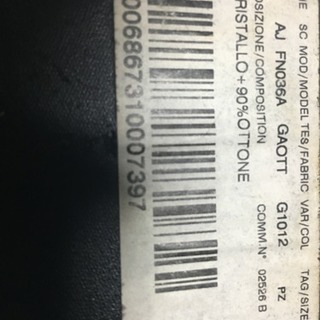 SC MOD/MODEL TES/FABRIC VAR/COL TAG/SIZE
AJ FN036A GAOTT G1012 PZ
OSIZIONE/COMPOSITION COMM.N° 02526 B
RISTALLO+90%OTTONE
006867310007397